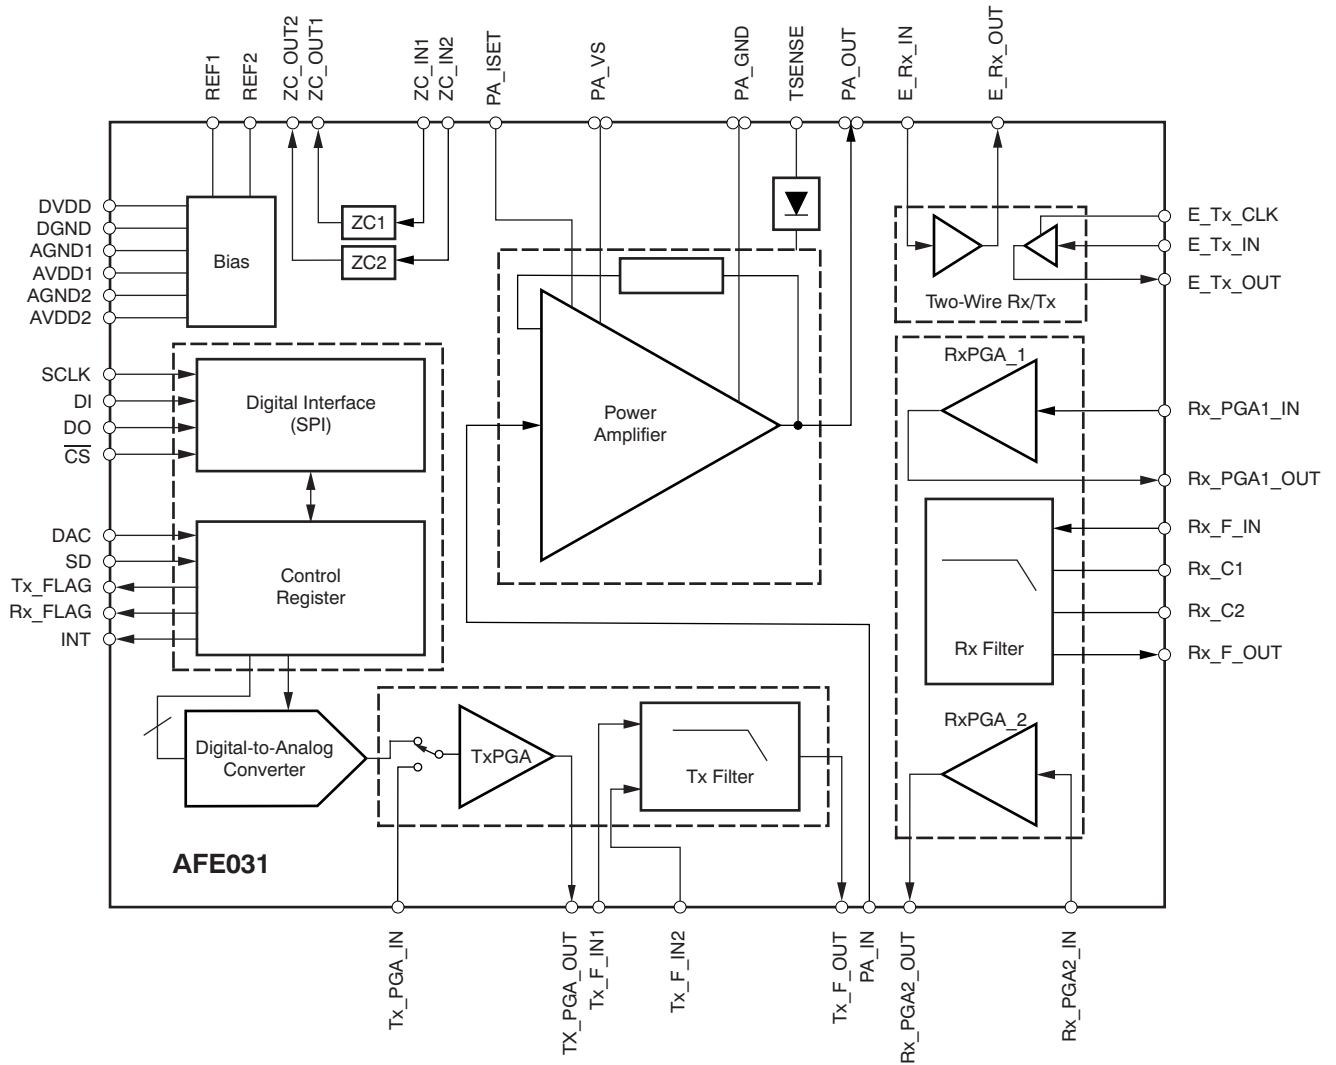 REF1
REF2
ZC_OUT2
ZC_OUT1
ZC_IN1
ZC_IN2
PA_ISET
PA_VS
PA_GND
TSENSE
PA_OUT
E_Rx_IN
E_Rx_OUT
DVDD
DGND
AGND1
AVDD1
AGND2
AVDD2
Bias
ZC1
ZC2
Two-Wire Rx/Tx
E_Tx_CLK
E_Tx_IN
E_Tx_OUT
SCLK
DI
DO
CS
Digital Interface
(SPI)
Power
Amplifier
RxPGA_1
Rx_PGA1_IN
Rx_PGA1_OUT
DAC
SD
Tx_FLAG
Rx_FLAG
INT
Control
Register
Rx Filter
Rx_F_IN
Rx_C1
Rx_C2
Rx_F_OUT
Digital-to-Analog
Converter
TxPGA
Tx Filter
RxPGA_2
AFE031
Tx_PGA_IN
TX_PGA_OUT
Tx_F_IN1
Tx_F_IN2
Tx_F_OUT
PA_IN
Rx_PGA2_OUT
Rx_PGA2_IN